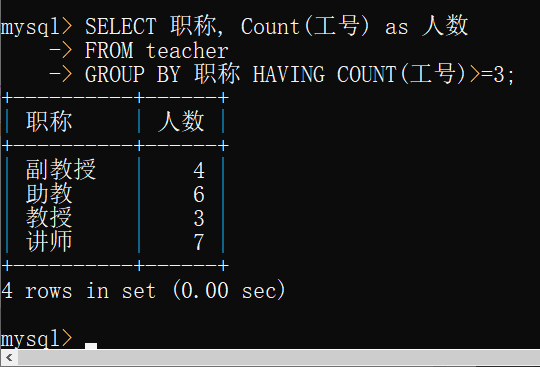 mysql> SELECT 职称, Count(工号) as 人数
-> FROM teacher
-> GROUP BY 职称 HAVING COUNT(工号)>=3;
+----------+------+
| 职称 | 人数 |
+----------+------+
| 副教授 | 4 |
| 助教 | 6 |
| 教授 | 3 |
| 讲师 | 7 |
+----------+------+
4 rows in set (0.00 sec)
mysql>